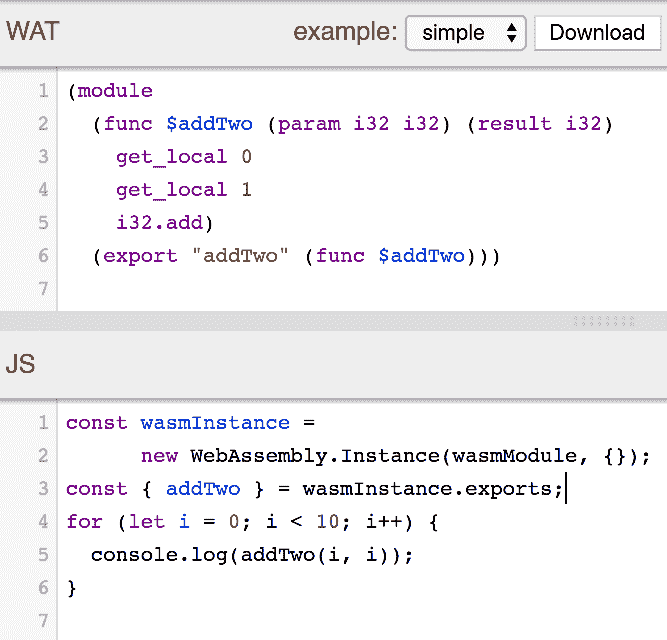 WAT example: simple Download
1 (module
2 (func $addTwo (param i32 i32) (result i32)
3 get_local 0
4 get_local 1
5 i32.add)
6 (export "addTwo" (func $addTwo)))
7
JS
1 const wasmInstance =
2 new WebAssembly.Instance(wasmModule, {});
3 const { addTwo } = wasmInstance.exports;
4 for (let i = 0; i < 10; i++) {
5 console.log(addTwo(i, i));
6 }
7